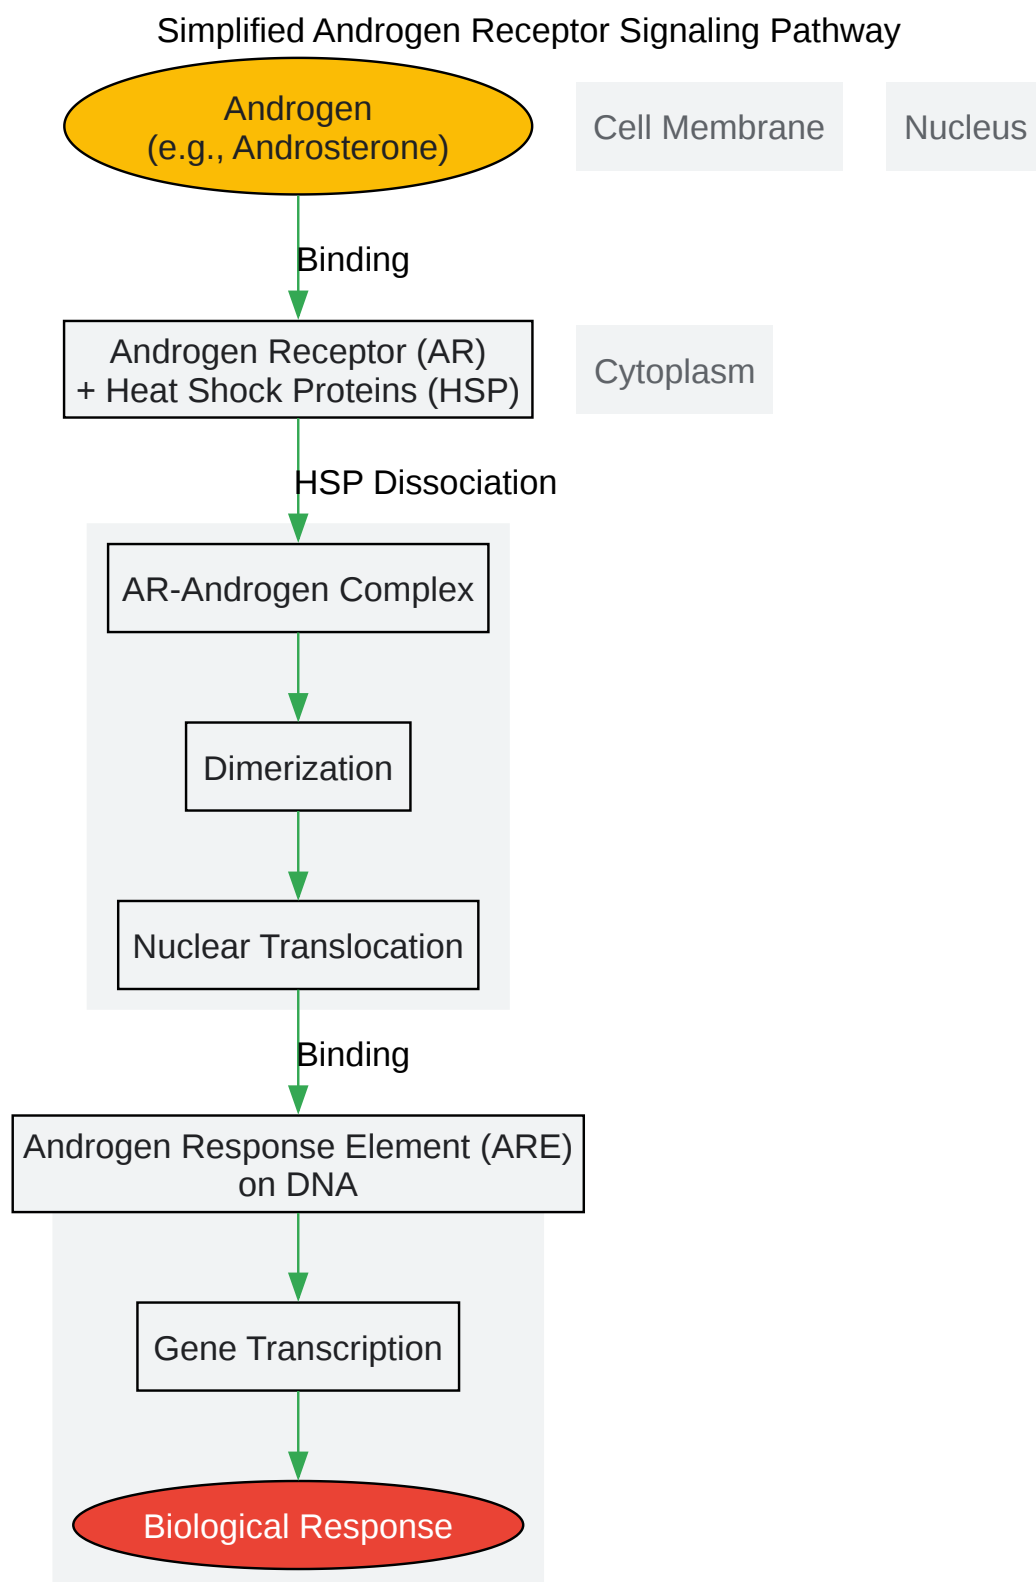 Simplified Androgen Receptor Signaling Pathway
Androgen
(e.g., Androsterone)
Cell Membrane
Nucleus
Binding
Androgen Receptor (AR)
+ Heat Shock Proteins (HSP)
Cytoplasm
HSP Dissociation
AR-Androgen Complex
Dimerization
Nuclear Translocation
Binding
Androgen Response Element (ARE)
on DNA
Gene Transcription
Biological Response